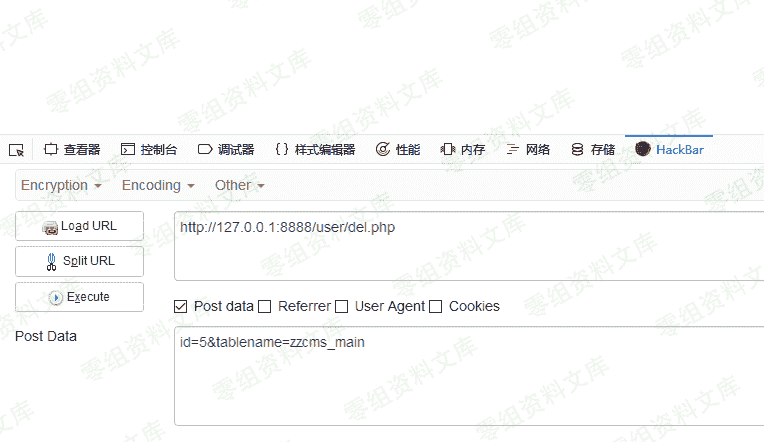 查看器 控制台 调试器 样式编辑器 性能 内存 网络 存储 HackBar
Encryption Encoding Other
Load URL
http://127.0.0.1:8888/user/del.php
Split URL
Execute
Post data Referrer User Agent Cookies
Post Data
id=5&tablename=zzcms_main
零组资料文库